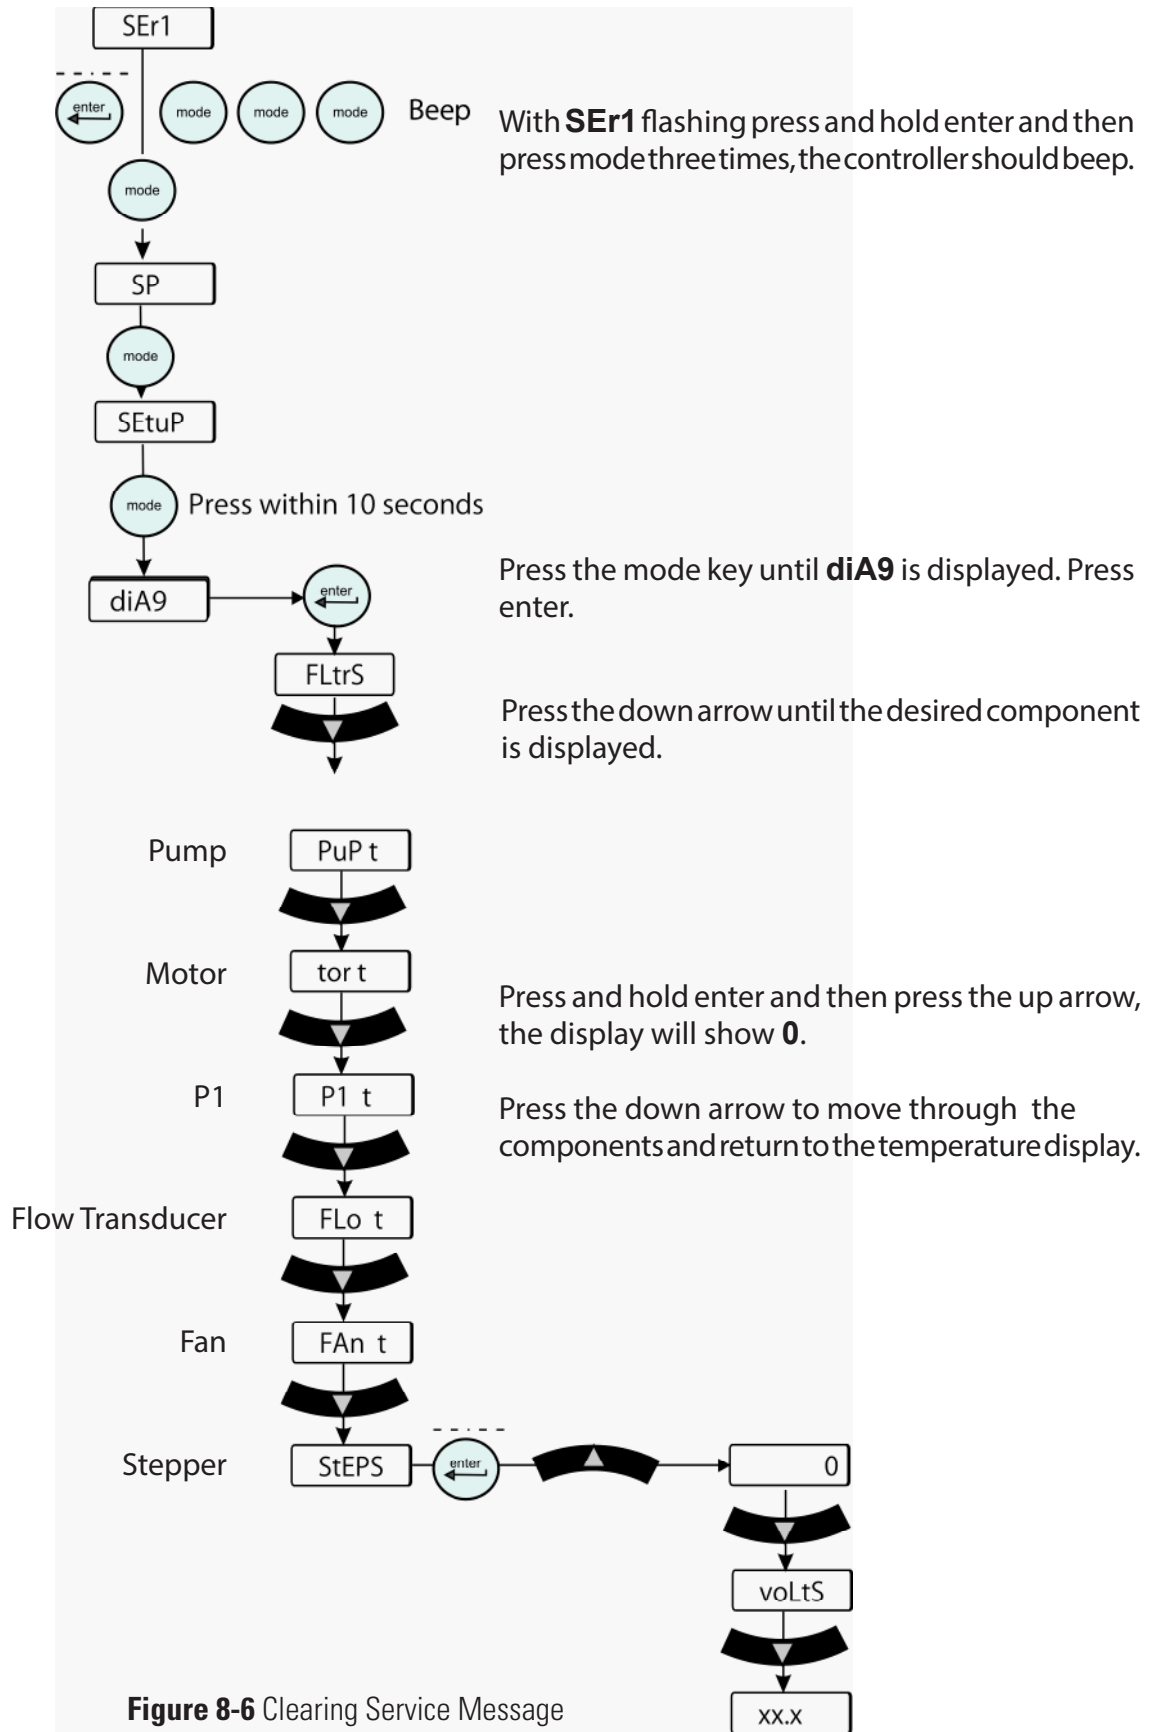 SEr1
enter mode mode mode Beep
With SEr1 flashing press and hold enter and then
press mode three times, the controller should beep.
mode
SP
mode
SEtuP
mode Press within 10 seconds
Press the mode key until diA9 is displayed. Press
enter.
diA9 enter
FLtrS
Press the down arrow until the desired component
is displayed.
Pump PuP t
Motor tor t
Press and hold enter and then press the up arrow,
the display will show 0.
P1 P1 t
Press the down arrow to move through the
components and return to the temperature display.
Flow Transducer FLo t
Fan FAn t
Stepper StEPS enter 0
voLtS
Figure 8-6 Clearing Service Message
xx.x